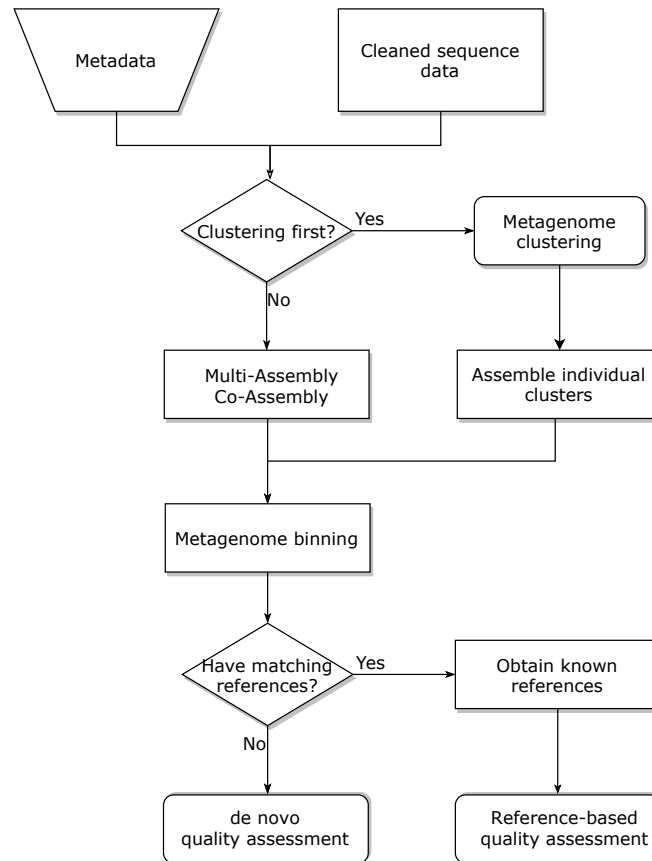 Metadata
Cleaned sequence
data
Clustering first?
Yes
Metagenome
clustering
No
Multi-Assembly
Co-Assembly
Assemble individual
clusters
Metagenome binning
Have matching
references?
Yes
Obtain known
references
No
de novo
quality assessment
Reference-based
quality assessment